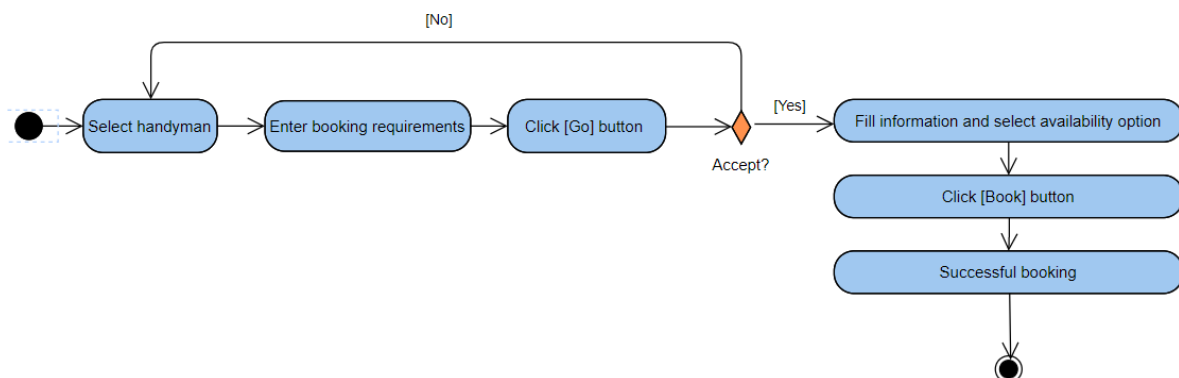 [No]
Select handyman
Enter booking requirements
Click [Go] button
Accept?
[Yes]
Fill information and select availability option
Click [Book] button
Successful booking